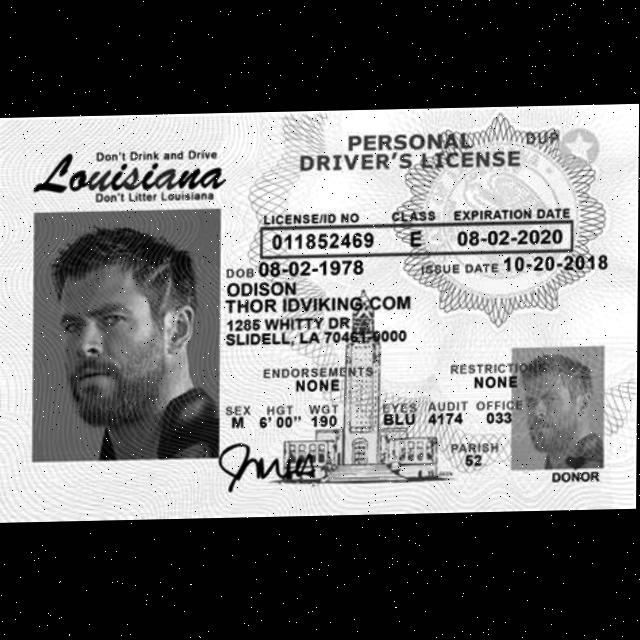 PERSONAL
DRIVER'S LICENSE
DUP
Don't Drink and Drive
Louisiana
Don't Litter Louisiana
LICENSE/ID NO CLASS EXPIRATION DATE
011852469 E 08-02-2020
DOB 08-02-1978 ISSUE DATE 10-20-2018
ODISON
THOR IDVIKING.COM
1285 WHITTY DR
SLIDELL, LA 70461-0000
ENDORSEMENTS RESTRICTIONS
NONE NONE
SEX HGT WGT EYES AUDIT OFFICE
M 6' 00" 190 BLU 4174 033
PARISH
52
DONOR